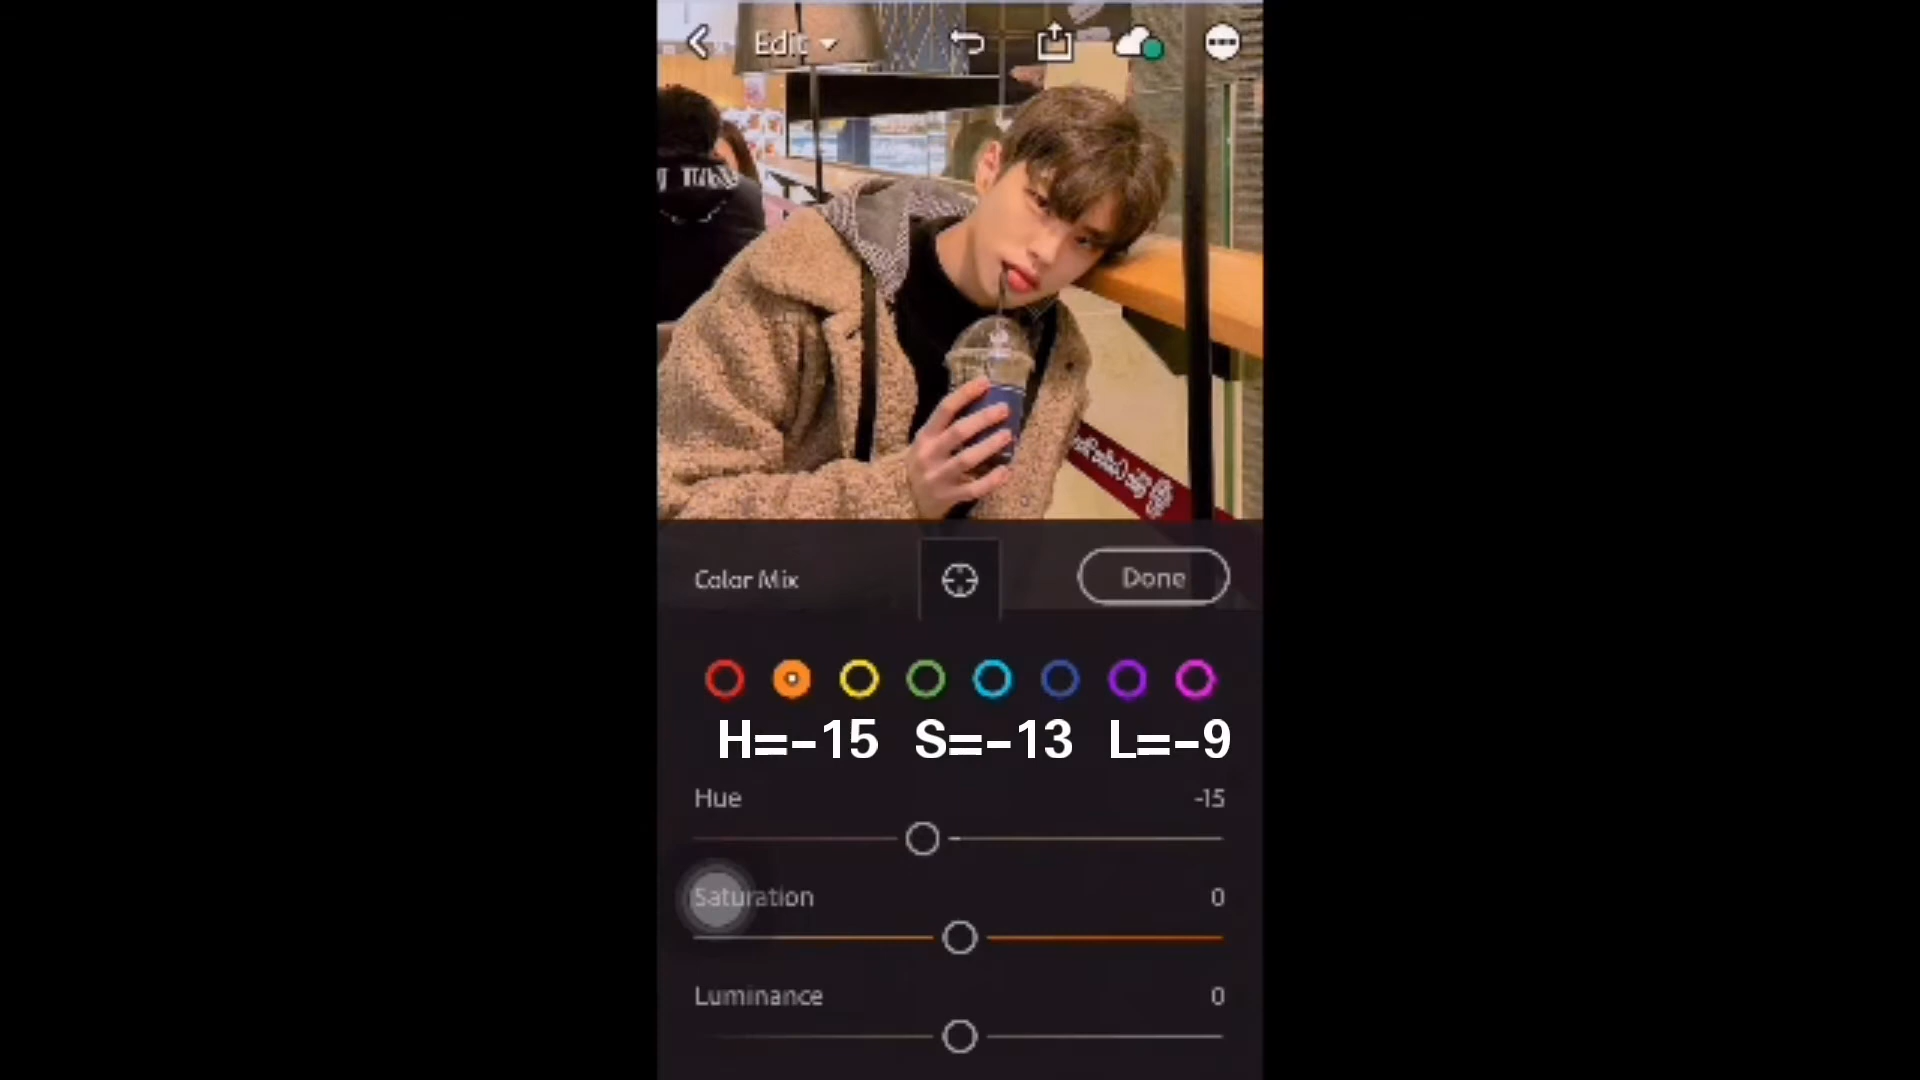 Edit
Color Mix
Done
H=-15 S=-13 L=-9
Hue -15
Saturation 0
Luminance 0